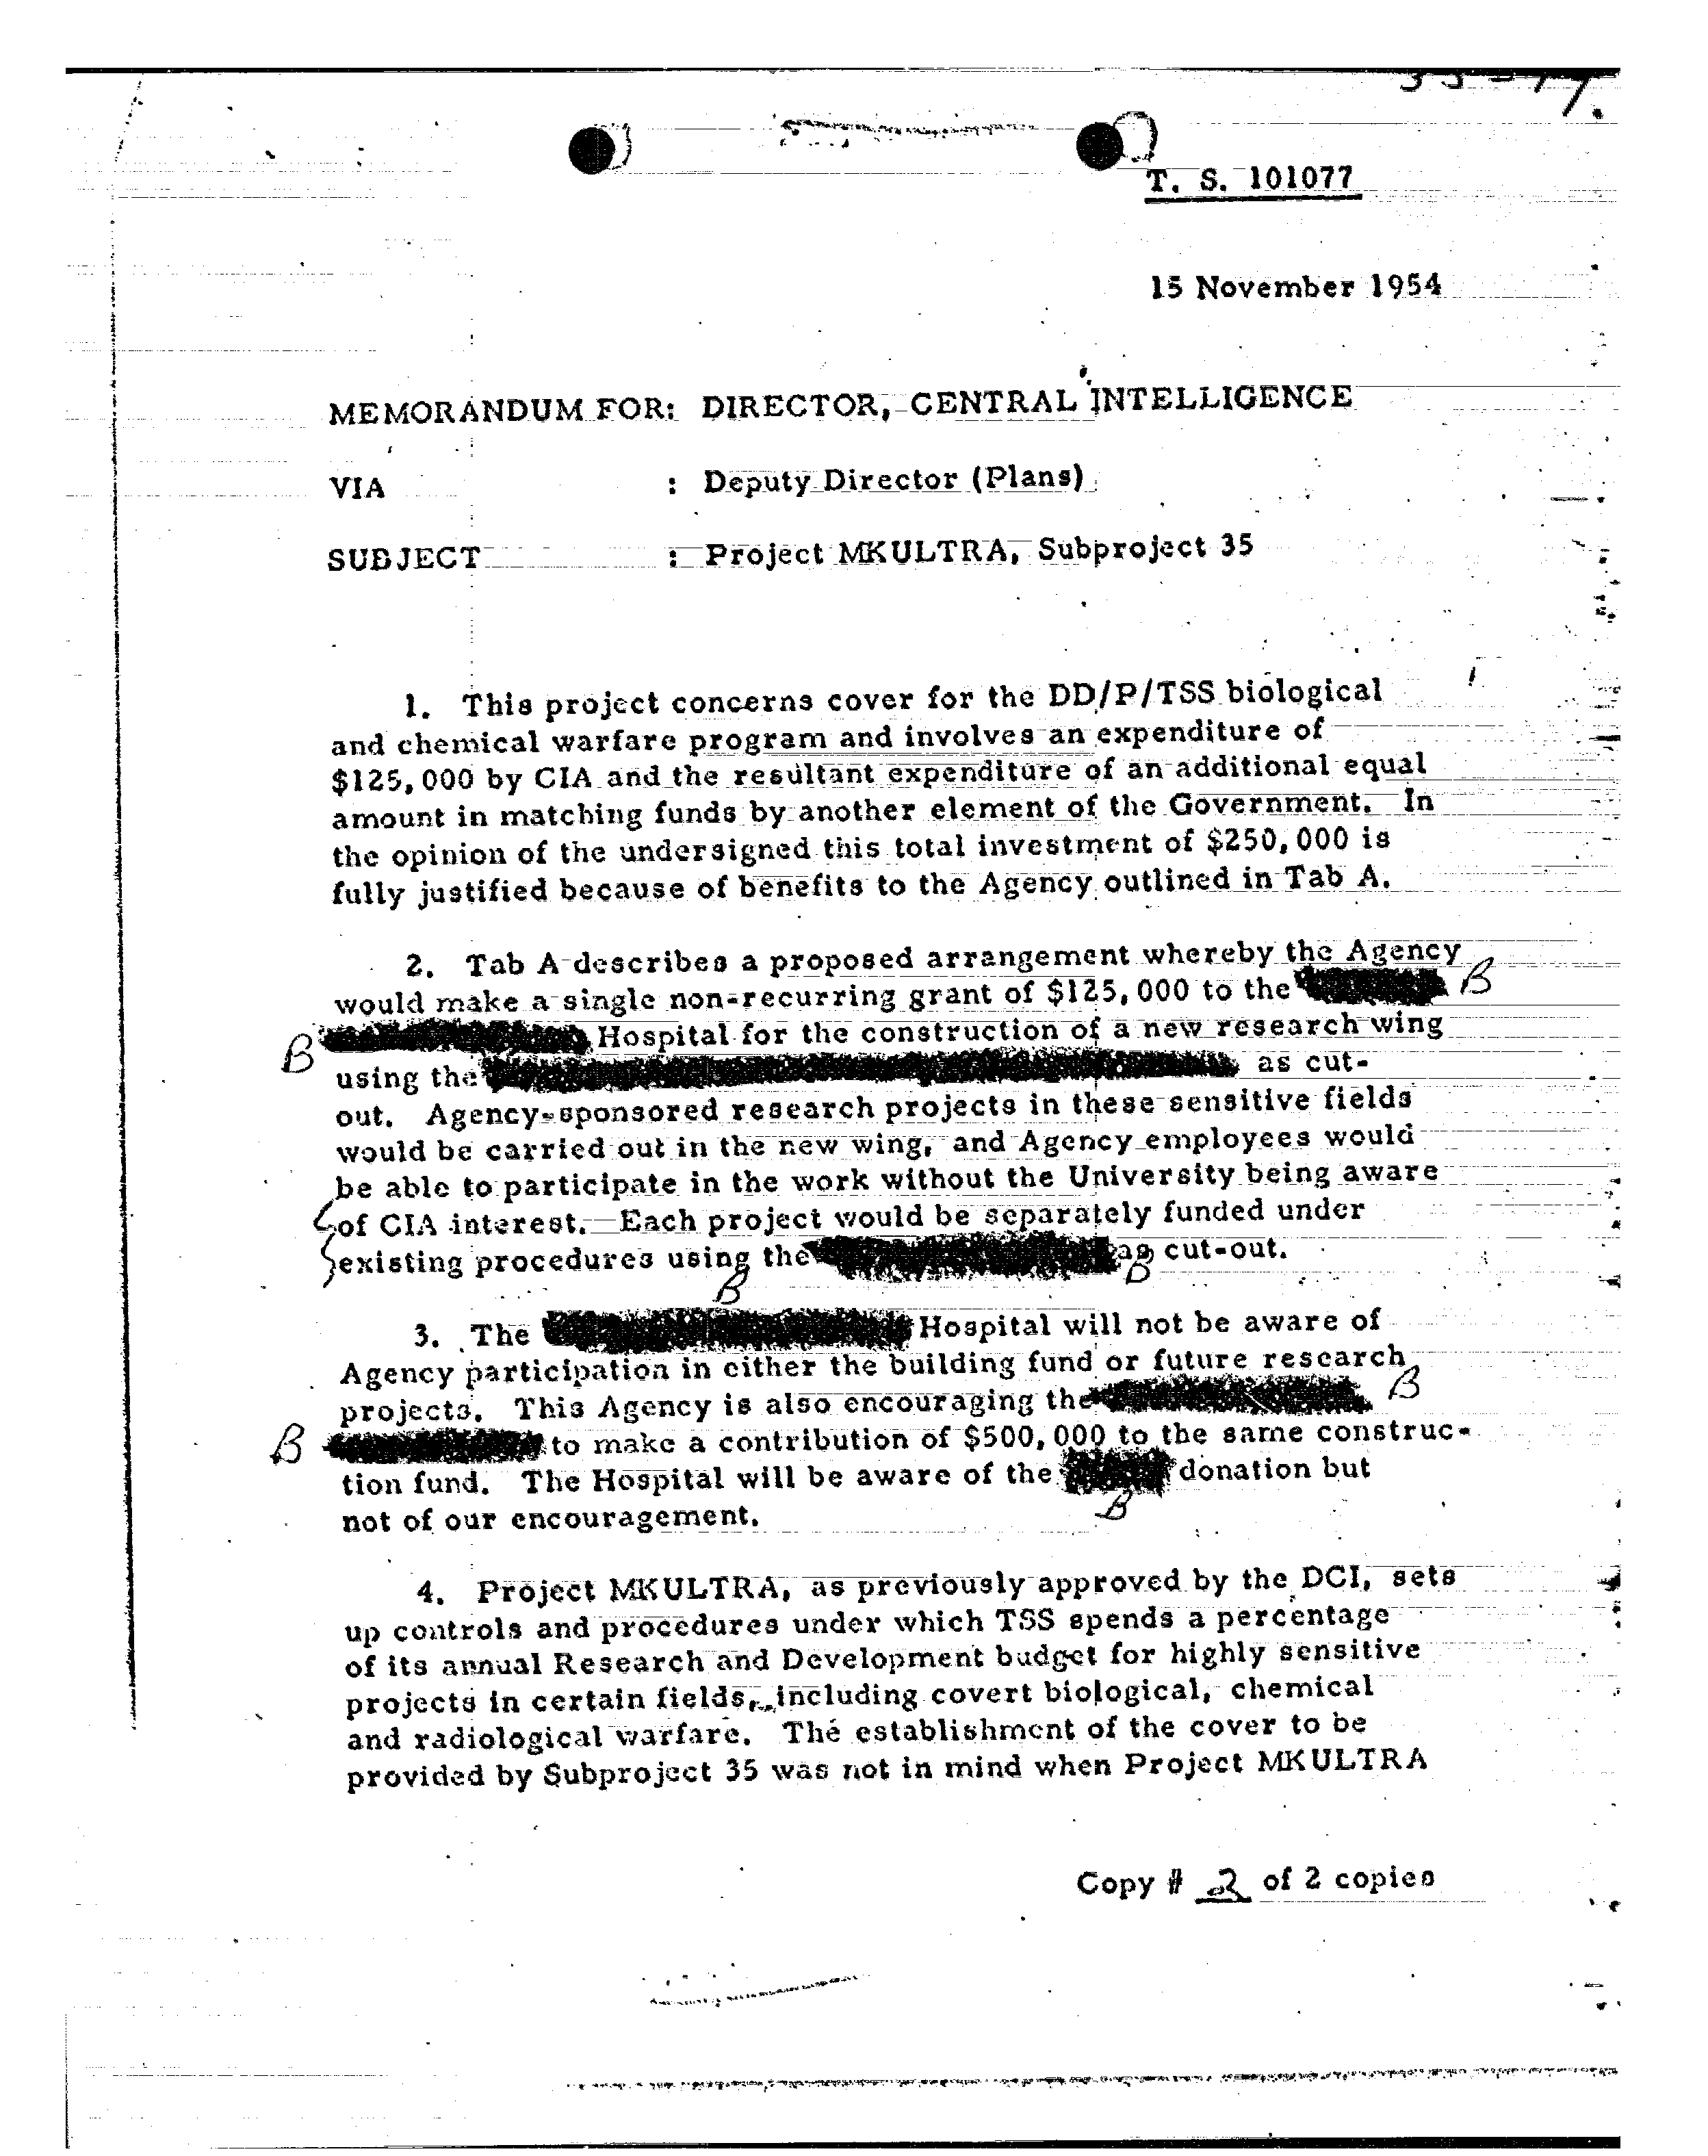 T. S. 101077
15 November 1954
MEMORANDUM FOR: DIRECTOR, CENTRAL INTELLIGENCE
VIA : Deputy Director (Plans)
SUBJECT : Project MKULTRA, Subproject 35
1. This project concerns cover for the DD/P/TSS biological
and chemical warfare program and involves an expenditure of
$125,000 by CIA and the resultant expenditure of an additional equal
amount in matching funds by another element of the Government. In
the opinion of the undersigned this total investment of $250,000 is
fully justified because of benefits to the Agency outlined in Tab A.
2. Tab A describes a proposed arrangement whereby the Agency
would make a single non-recurring grant of $125,000 to the B
B Hospital for the construction of a new research wing
using the as cut-
out. Agency-sponsored research projects in these sensitive fields
would be carried out in the new wing, and Agency employees would
be able to participate in the work without the University being aware
of CIA interest. Each project would be separately funded under
existing procedures using the as cut-out.
B B
3. The Hospital will not be aware of
Agency participation in either the building fund or future research
projects. This Agency is also encouraging the B
B to make a contribution of $500,000 to the same construc-
tion fund. The Hospital will be aware of the donation but
B
not of our encouragement.
4. Project MKULTRA, as previously approved by the DCI, sets
up controls and procedures under which TSS spends a percentage
of its annual Research and Development budget for highly sensitive
projects in certain fields, including covert biological, chemical
and radiological warfare. The establishment of the cover to be
provided by Subproject 35 was not in mind when Project MKULTRA
Copy # 2 of 2 copies